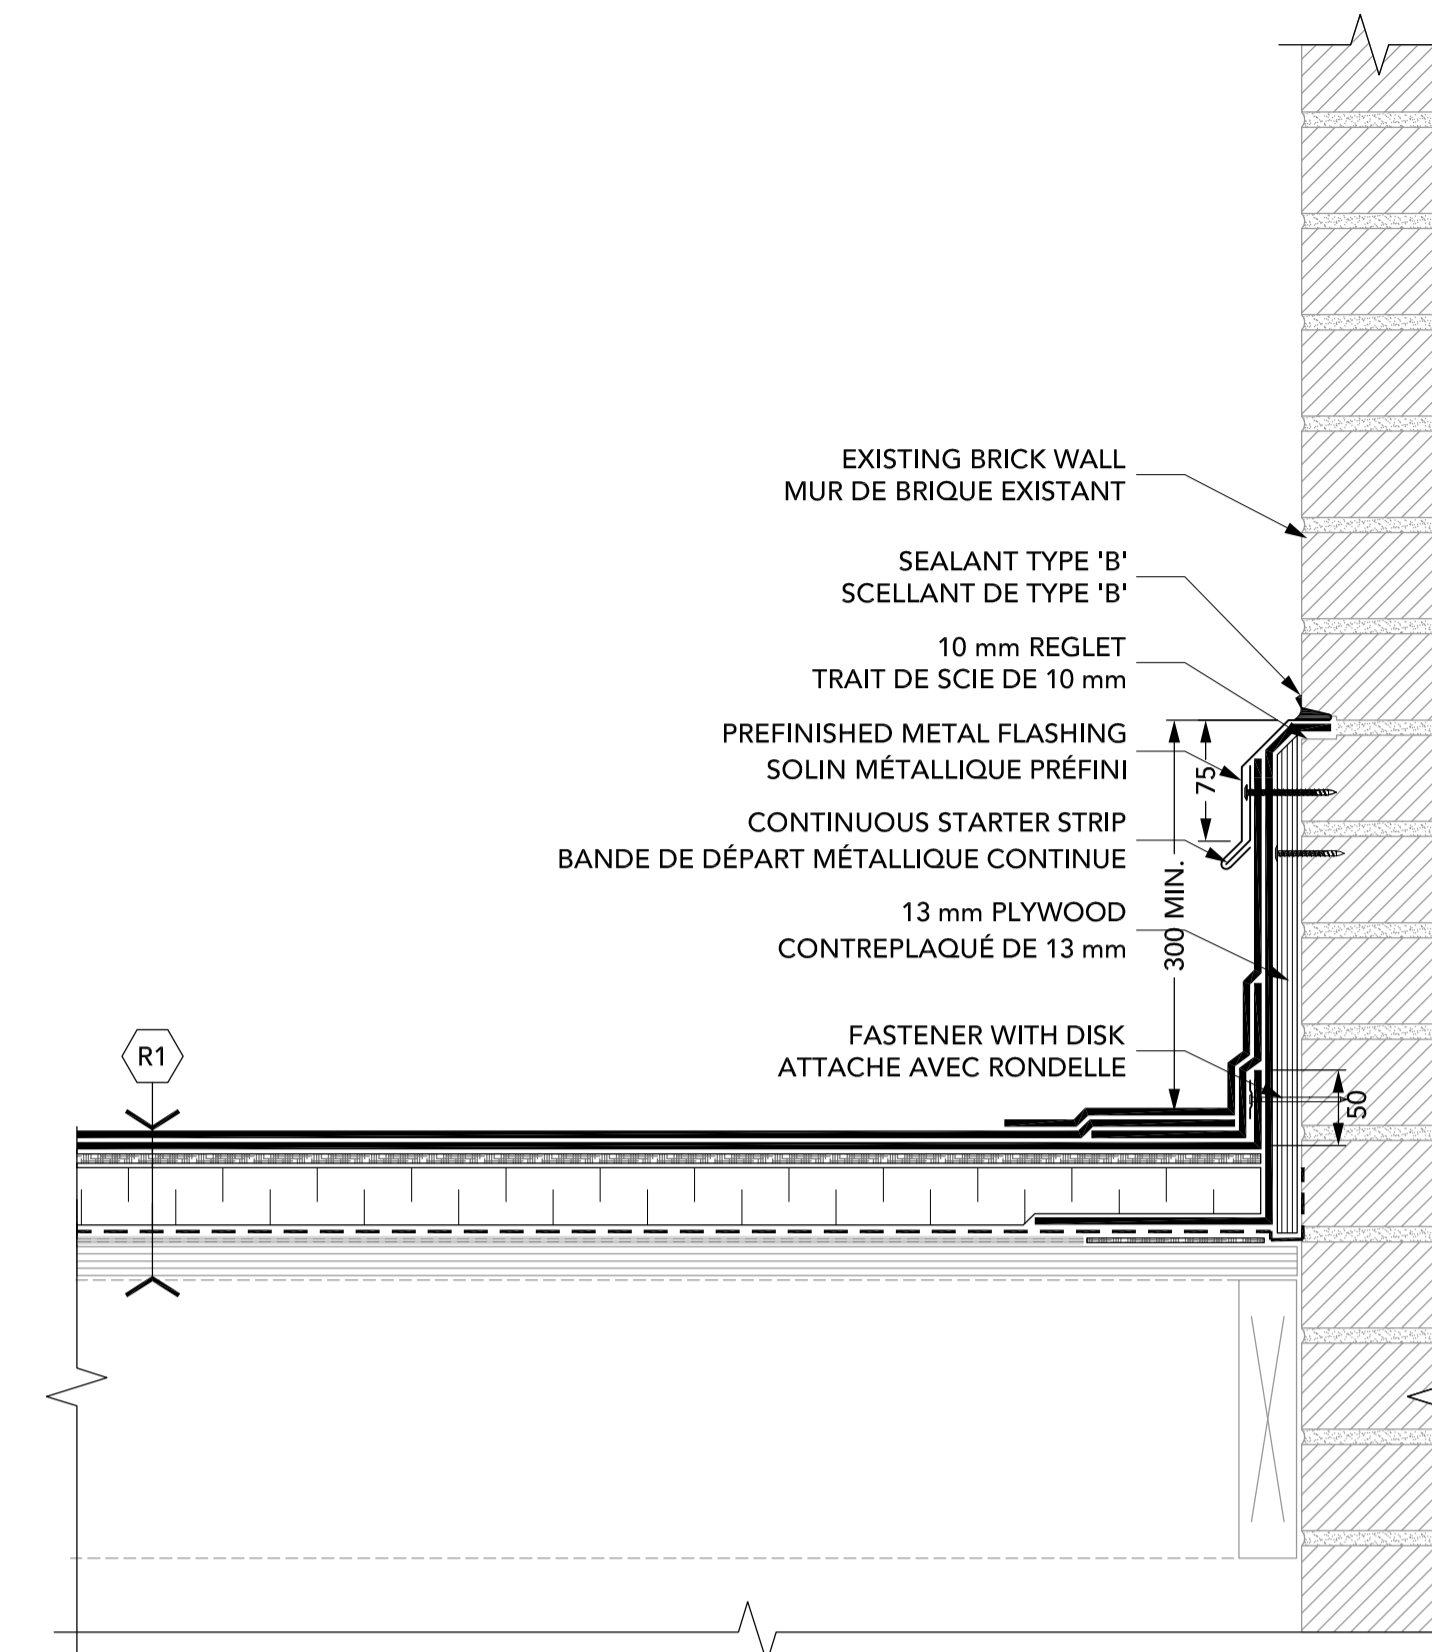 EXISTING BRICK WALL
MUR DE BRIQUE EXISTANT
SEALANT TYPE 'B'
SCELLANT DE TYPE 'B'
10 mm REGLET
TRAIT DE SCIE DE 10 mm
PREFINISHED METAL FLASHING
SOLIN MÉTALLIQUE PRÉFINI
75
CONTINUOUS STARTER STRIP
BANDE DE DÉPART MÉTALLIQUE CONTINUE
300 MIN.
13 mm PLYWOOD
CONTREPLAQUÉ DE 13 mm
FASTENER WITH DISK
ATTACHE AVEC RONDELLE
R1
50